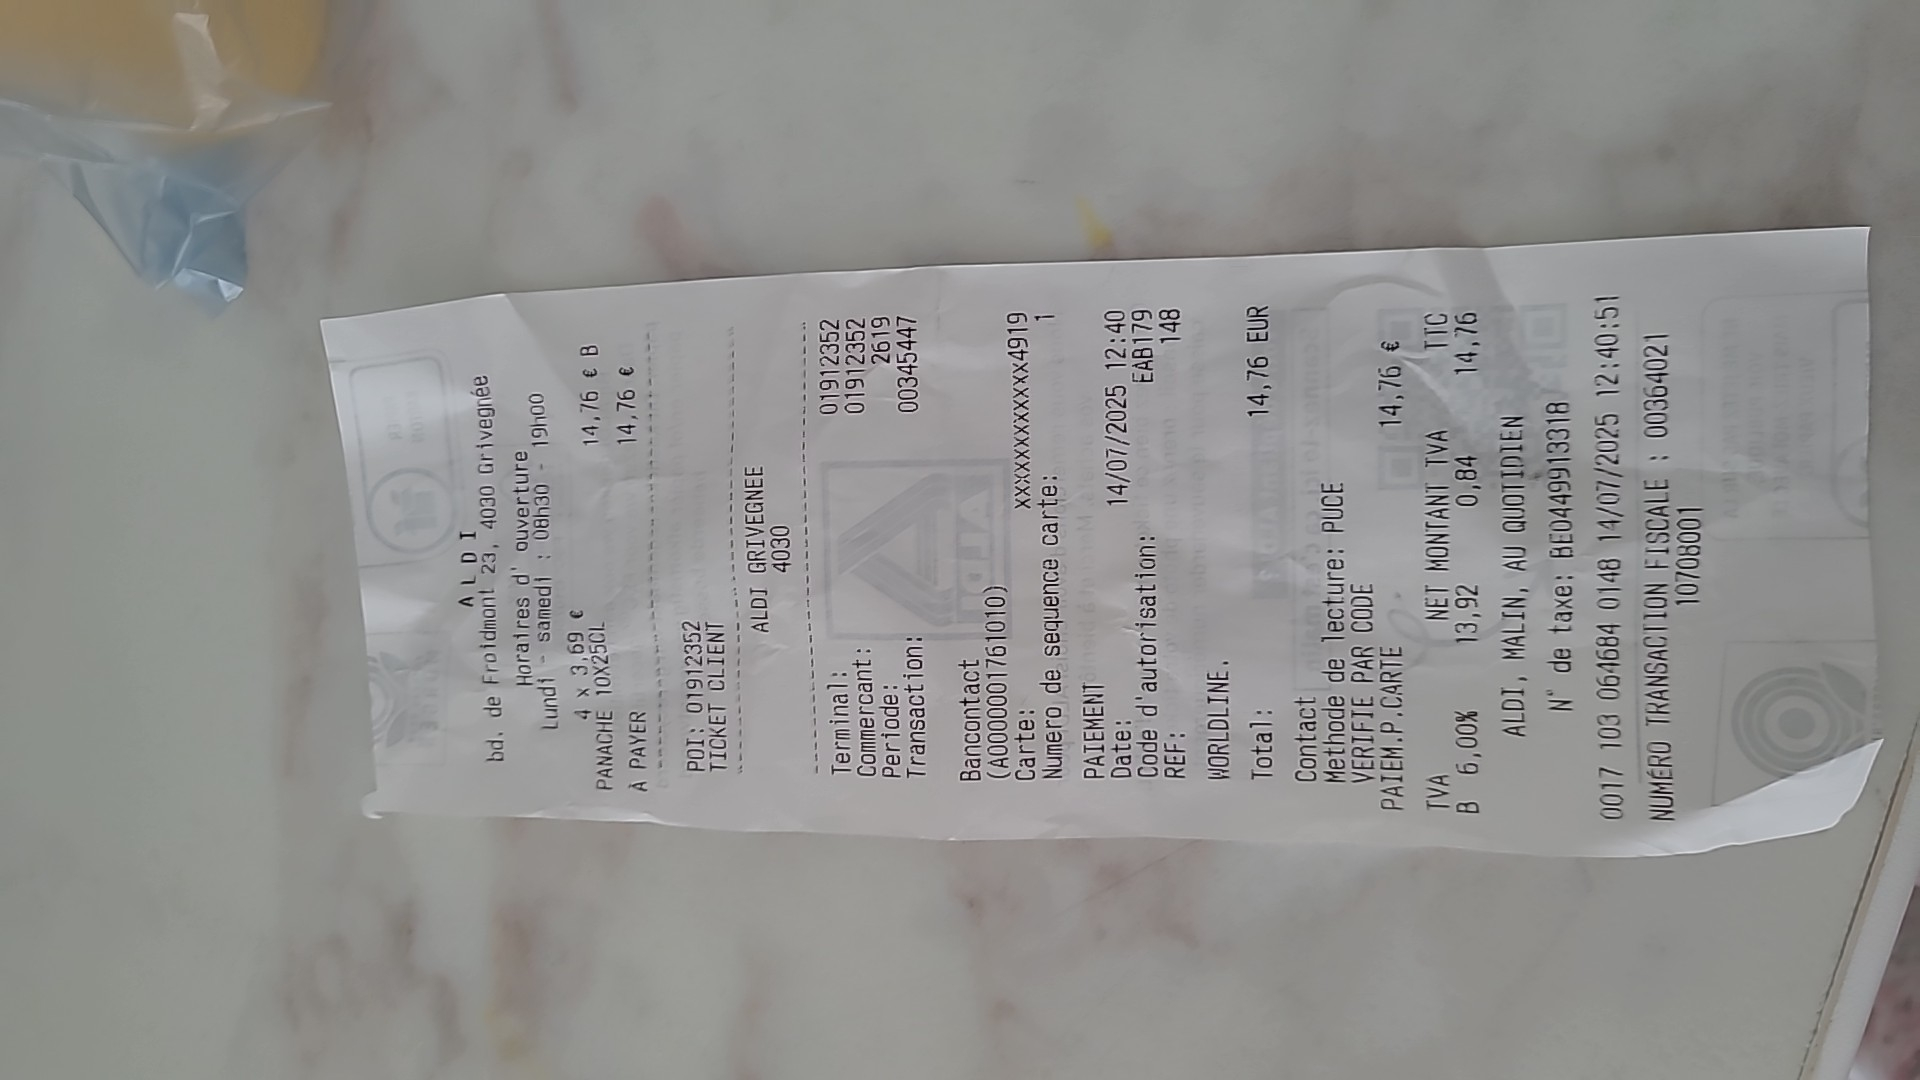 A L D I
bd. de Froidmont 23, 4030 Grivegnée
Horaires d' ouverture
Lundi - samedi : 08h30 - 19h00
4 x 3,69 €
PANACHE 10X25CL 14,76 € B
À PAYER 14,76 €
POI: 01912352
TICKET CLIENT
ALDI GRIVEGNEE
4030
Terminal: 01912352
Commercant: 01912352
Periode: 2619
Transaction: 00345447
Bancontact
(A0000001761010)
Carte: xxxxxxxxxxxxx4919
Numero de sequence carte: 1
PAIEMENT
Date: 14/07/2025 12:40
Code d'autorisation: EAB179
REF: 148
WORLDLINE.
Total: 14,76 EUR
Contact
Methode de lecture: PUCE
VERIFIE PAR CODE
PAIEM.P.CARTE 14,76 €
TVA NET MONTANT TVA TTC
B 6,00% 13,92 0,84 14,76
ALDI, MALIN, AU QUOTIDIEN
N° de taxe: BE0449913318
0017 103 064684 0148 14/07/2025 12:40:51
NUMÉRO TRANSACTION FISCALE : 00364021
10708001